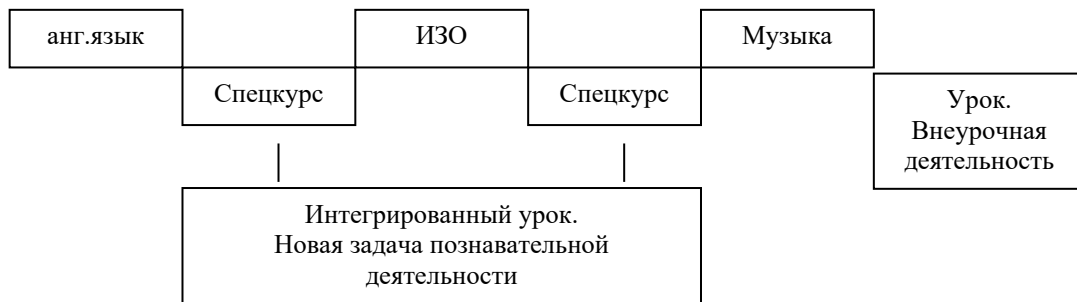 анг.язык
ИЗО
Музыка
Спецкурс
Спецкурс
Урок.
Внеурочная
деятельность
Интегрированный урок.
Новая задача познавательной
деятельности